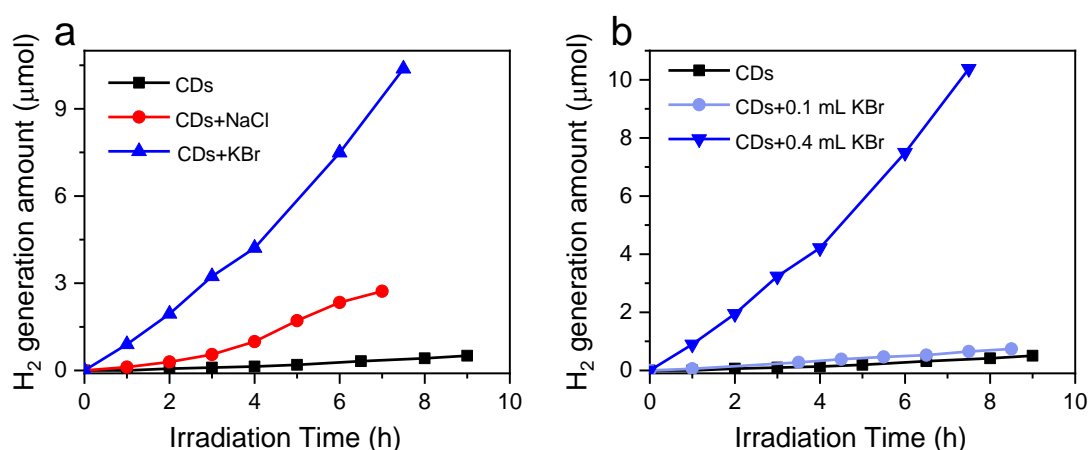 a
H₂ generation amount (μmol)
9
6
3
0
CDs
CDs+NaCl
CDs+KBr
0 2 4 6 8 10
Irradiation Time (h)
b
H₂ generation amount (μmol)
10
8
6
4
2
0
CDs
CDs+0.1 mL KBr
CDs+0.4 mL KBr
0 2 4 6 8 10
Irradiation Time (h)